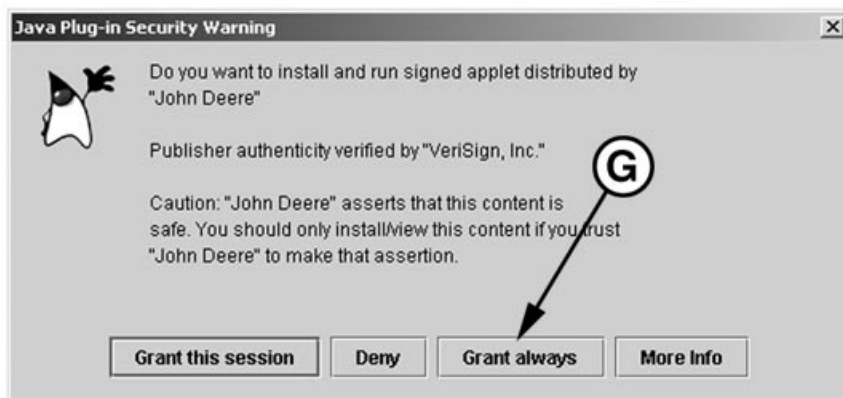 Java Plug-in Security Warning
Do you want to install and run signed applet distributed by
"John Deere"
Publisher authenticity verified by "VeriSign, Inc."
G
Caution: "John Deere" asserts that this content is
safe. You should only install/view this content if you trust
"John Deere" to make that assertion.
Grant this session Deny Grant always More Info